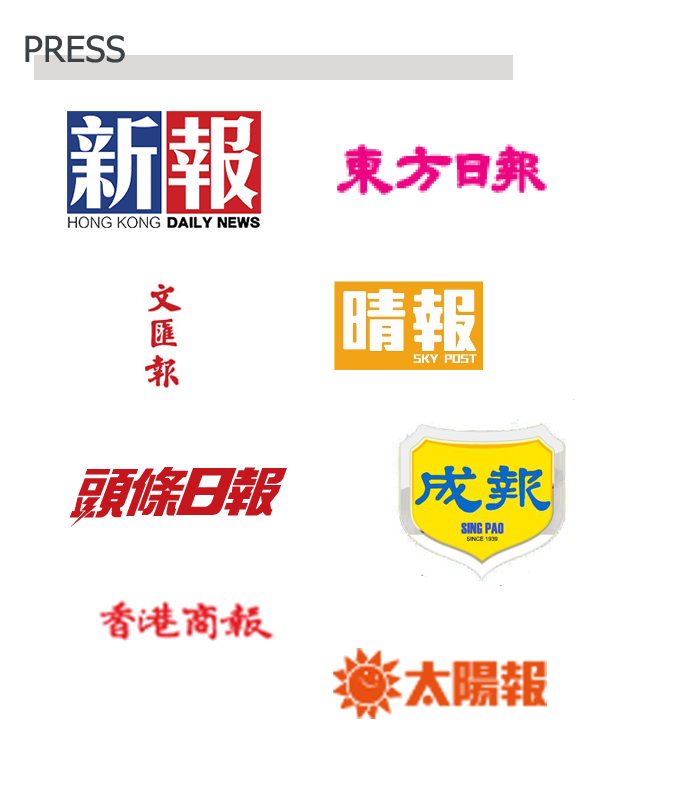 PRESS
新報
HONG KONG DAILY NEWS
東方日報
文匯報
晴報
SKY POST
頭條日報
成報
SING PAO
SINCE 1939
香港商報
太陽報